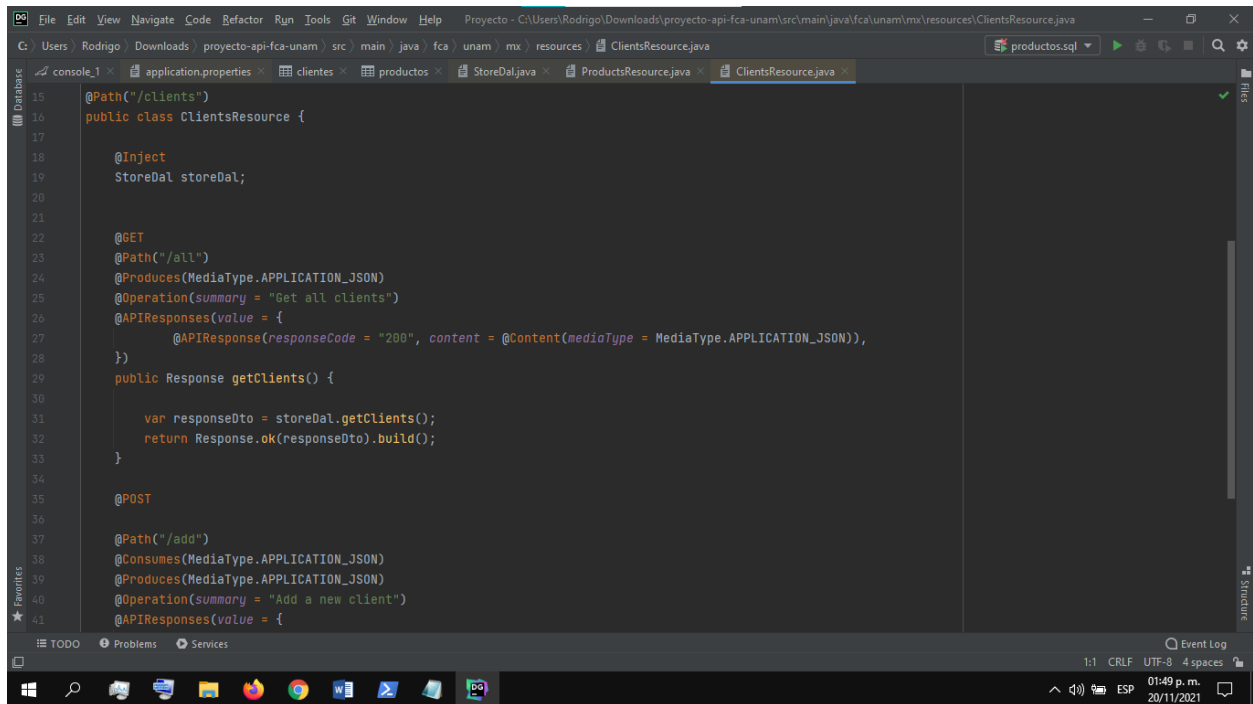 DG File Edit View Navigate Code Refactor Run Tools Git Window Help Proyecto - C:\Users\Rodrigo\Downloads\proyecto-api-fca-unam\src\main\java\fca\unam\mx\resources\ClientsResource.java
C: Users Rodrigo Downloads proyecto-api-fca-unam src main java fca unam mx resources ClientsResource.java productos.sql
console_1 application.properties clientes productos StoreDal.java ProductsResource.java ClientsResource.java
Database
Files
15 @Path("/clients")
16 public class ClientsResource {
17
18 @Inject
19 StoreDal storeDal;
20
21
22 @GET
23 @Path("/all")
24 @Produces(MediaType.APPLICATION_JSON)
25 @Operation(summary = "Get all clients")
26 @APIResponses(value = {
27 @APIResponse(responseCode = "200", content = @Content(mediaType = MediaType.APPLICATION_JSON)),
28 })
29 public Response getClients() {
30
31 var responseDto = storeDal.getClients();
32 return Response.ok(responseDto).build();
33 }
34
35 @POST
36
37 @Path("/add")
38 @Consumes(MediaType.APPLICATION_JSON)
39 @Produces(MediaType.APPLICATION_JSON)
40 @Operation(summary = "Add a new client")
41 @APIResponses(value = {
Favorites
Structure
TODO Problems Services Event Log
1:1 CRLF UTF-8 4 spaces
W DG ESP 01:49 p. m.
20/11/2021